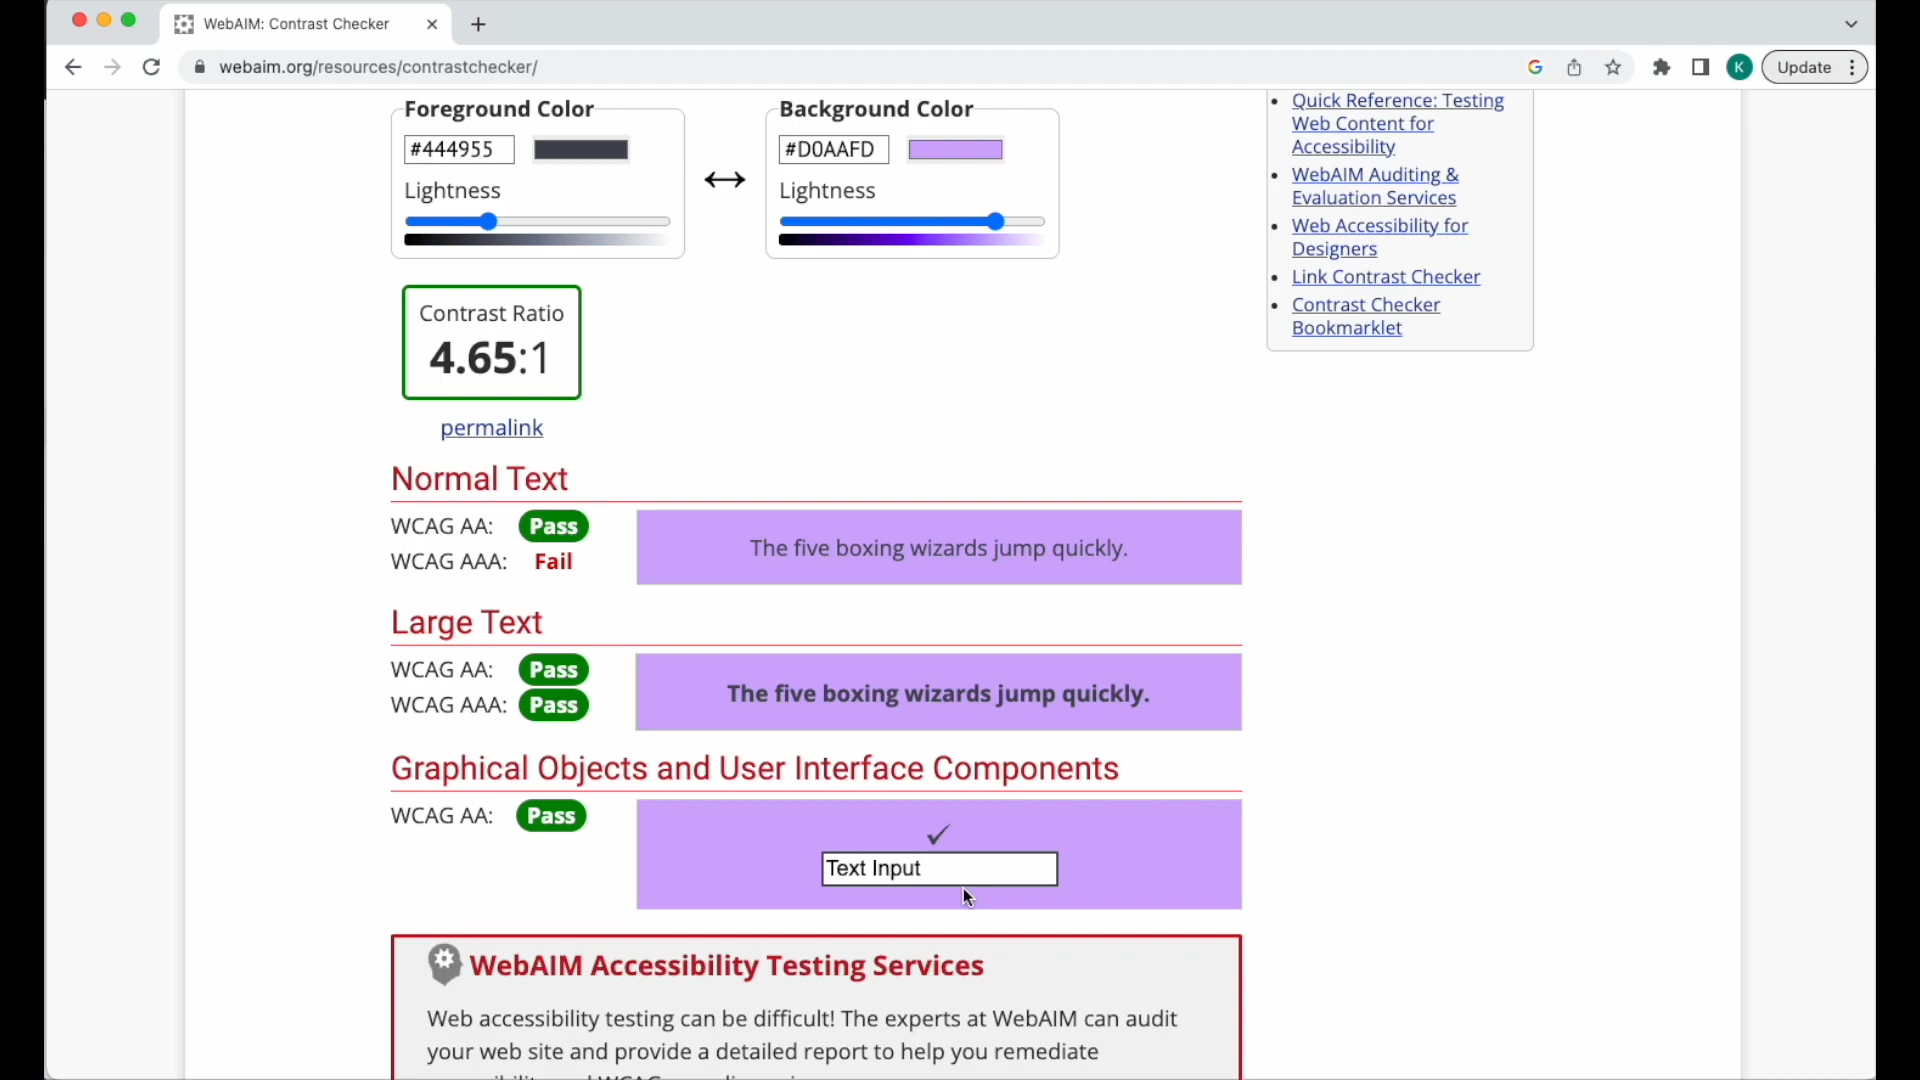 WebAIM: Contrast Checker
webaim.org/resources/contrastchecker/
K
Update
Foreground Color
#444955
Lightness
Background Color
#D0AAFD
Lightness
Quick Reference: Testing
Web Content for
Accessibility
WebAIM Auditing &
Evaluation Services
Web Accessibility for
Designers
Link Contrast Checker
Contrast Checker
Bookmarklet
Contrast Ratio
4.65:1
permalink
Normal Text
WCAG AA: Pass
WCAG AAA: Fail
The five boxing wizards jump quickly.
Large Text
WCAG AA: Pass
WCAG AAA: Pass
The five boxing wizards jump quickly.
Graphical Objects and User Interface Components
WCAG AA: Pass
Text Input
WebAIM Accessibility Testing Services
Web accessibility testing can be difficult! The experts at WebAIM can audit
your web site and provide a detailed report to help you remediate